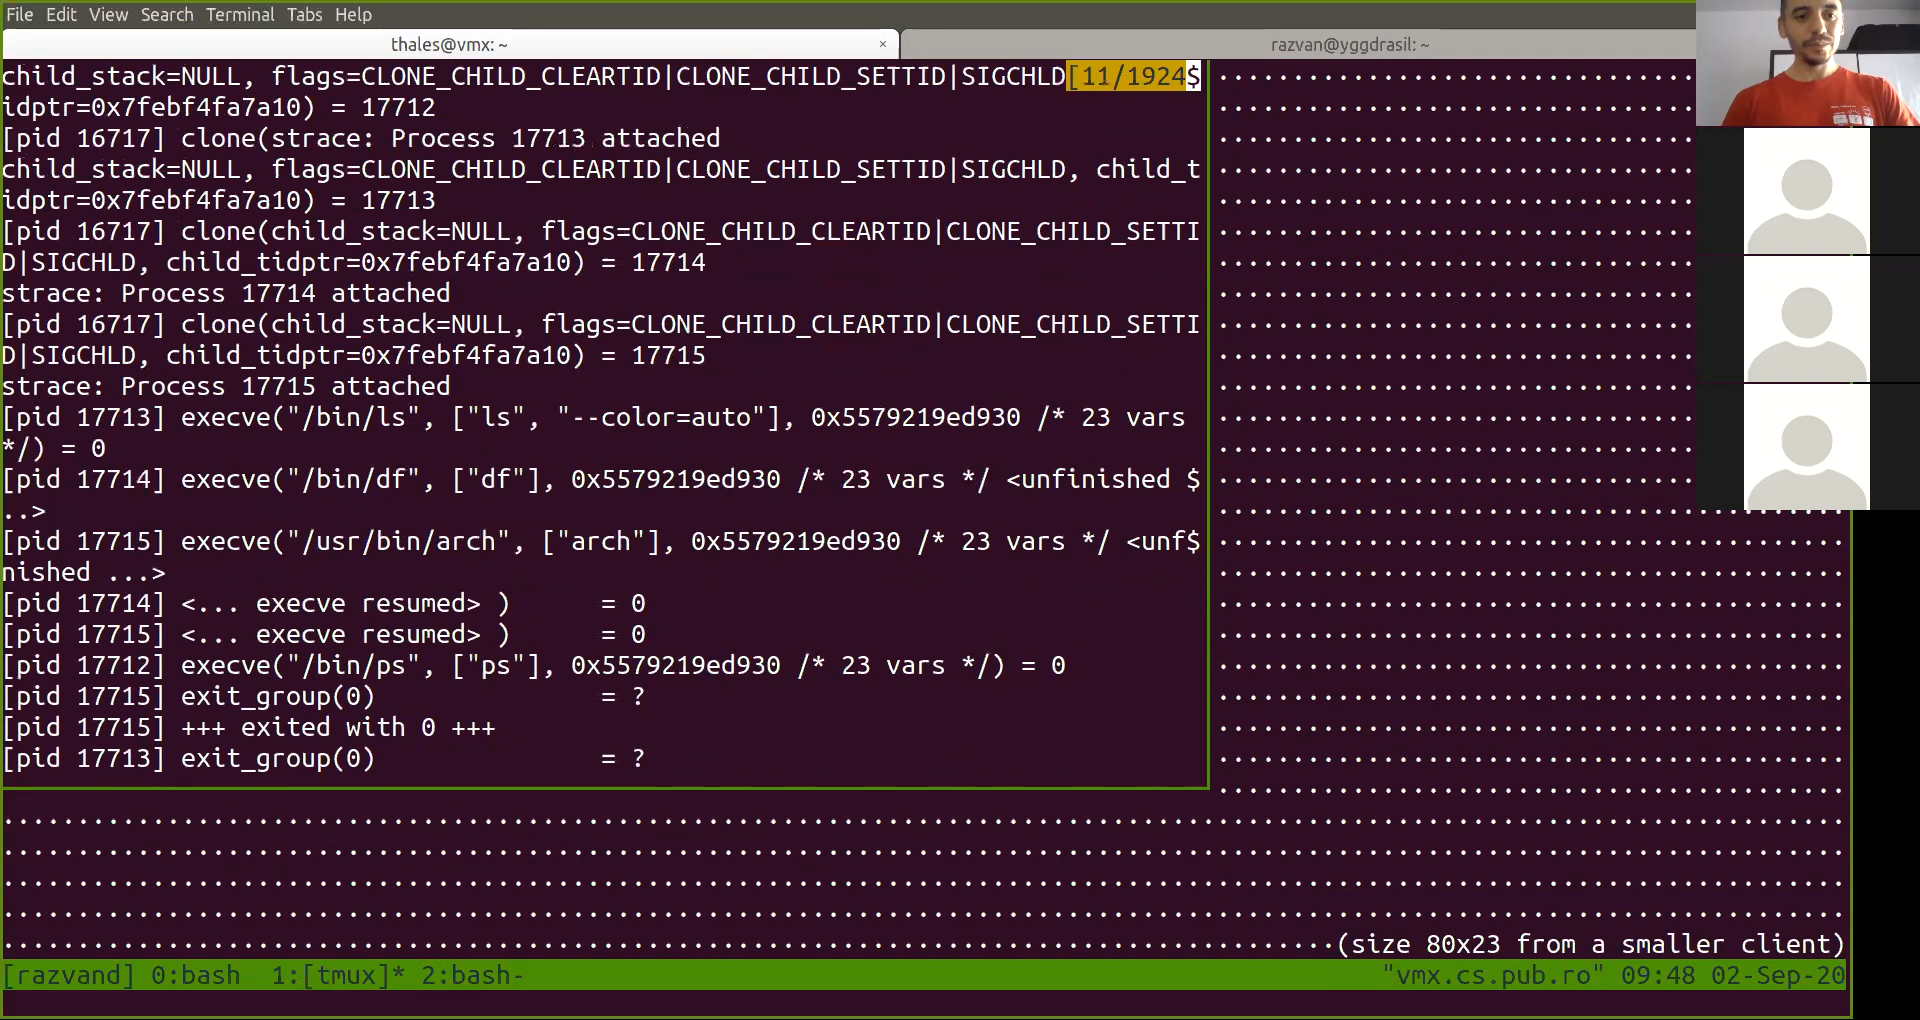 File Edit View Search Terminal Tabs Help
thales@vmx: ~ × razvan@yggdrasil: ~
child_stack=NULL, flags=CLONE_CHILD_CLEARTID|CLONE_CHILD_SETTID|SIGCHLD[11/1924$
idptr=0x7febf4fa7a10) = 17712
[pid 16717] clone(strace: Process 17713 attached
child_stack=NULL, flags=CLONE_CHILD_CLEARTID|CLONE_CHILD_SETTID|SIGCHLD, child_t
idptr=0x7febf4fa7a10) = 17713
[pid 16717] clone(child_stack=NULL, flags=CLONE_CHILD_CLEARTID|CLONE_CHILD_SETTI
D|SIGCHLD, child_tidptr=0x7febf4fa7a10) = 17714
strace: Process 17714 attached
[pid 16717] clone(child_stack=NULL, flags=CLONE_CHILD_CLEARTID|CLONE_CHILD_SETTI
D|SIGCHLD, child_tidptr=0x7febf4fa7a10) = 17715
strace: Process 17715 attached
[pid 17713] execve("/bin/ls", ["ls", "--color=auto"], 0x5579219ed930 /* 23 vars
*/) = 0
[pid 17714] execve("/bin/df", ["df"], 0x5579219ed930 /* 23 vars */ <unfinished $
..>
[pid 17715] execve("/usr/bin/arch", ["arch"], 0x5579219ed930 /* 23 vars */ <unf$
nished ...>
[pid 17714] <... execve resumed> )      = 0
[pid 17715] <... execve resumed> )      = 0
[pid 17712] execve("/bin/ps", ["ps"], 0x5579219ed930 /* 23 vars */) = 0
[pid 17715] exit_group(0)               = ?
[pid 17715] +++ exited with 0 +++
[pid 17713] exit_group(0)               = ?
(size 80x23 from a smaller client)
[razvand] 0:bash  1:[tmux]* 2:bash- "vmx.cs.pub.ro" 09:48 02-Sep-20